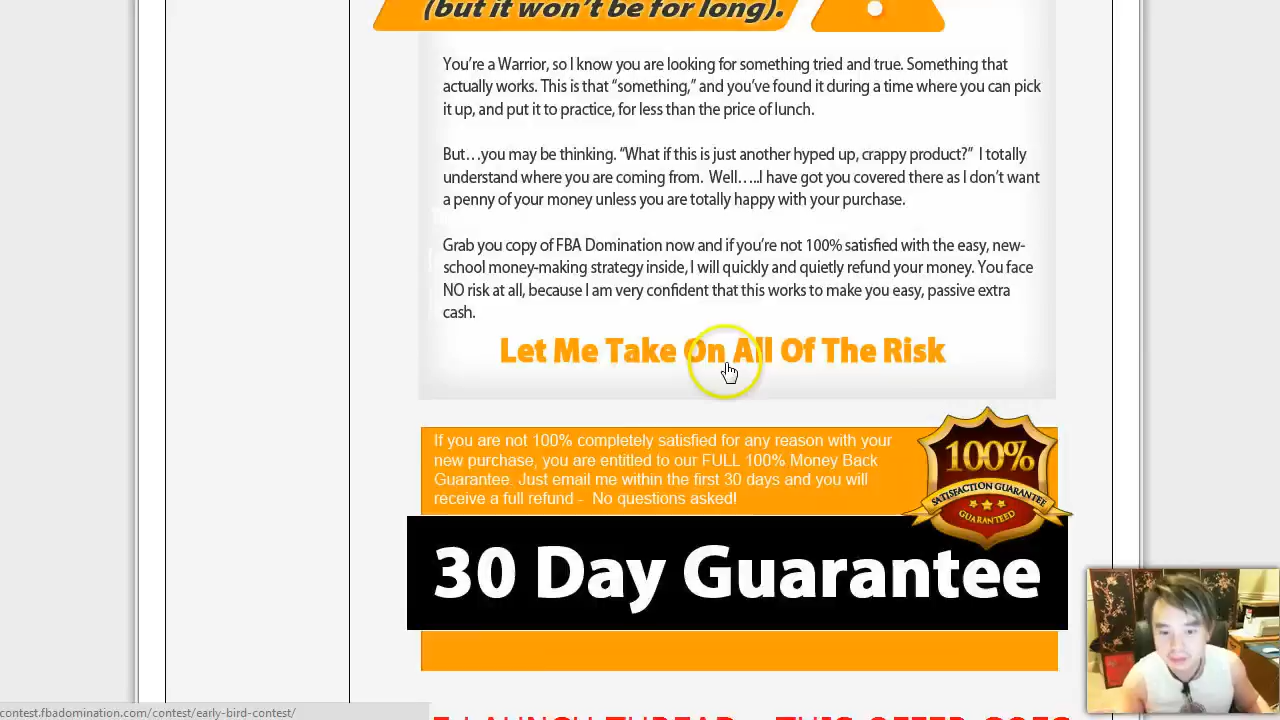 (but it won't be for long).
You're a Warrior, so I know you are looking for something tried and true. Something that
actually works. This is that “something,” and you've found it during a time where you can pick
it up, and put it to practice, for less than the price of lunch.
But…you may be thinking. “What if this is just another hyped up, crappy product?” I totally
understand where you are coming from. Well…..I have got you covered there as I don't want
a penny of your money unless you are totally happy with your purchase.
Grab you copy of FBA Domination now and if you're not 100% satisfied with the easy, new-
school money-making strategy inside, I will quickly and quietly refund your money. You face
NO risk at all, because I am very confident that this works to make you easy, passive extra
cash.
Let Me Take On All Of The Risk
If you are not 100% completely satisfied for any reason with your
new purchase, you are entitled to our FULL 100% Money Back
Guarantee. Just email me within the first 30 days and you will
receive a full refund - No questions asked!
100%
SATISFACTION GUARANTEE
GUARANTEED
30 Day Guarantee
contest.fbadomination.com/contest/early-bird-contest/